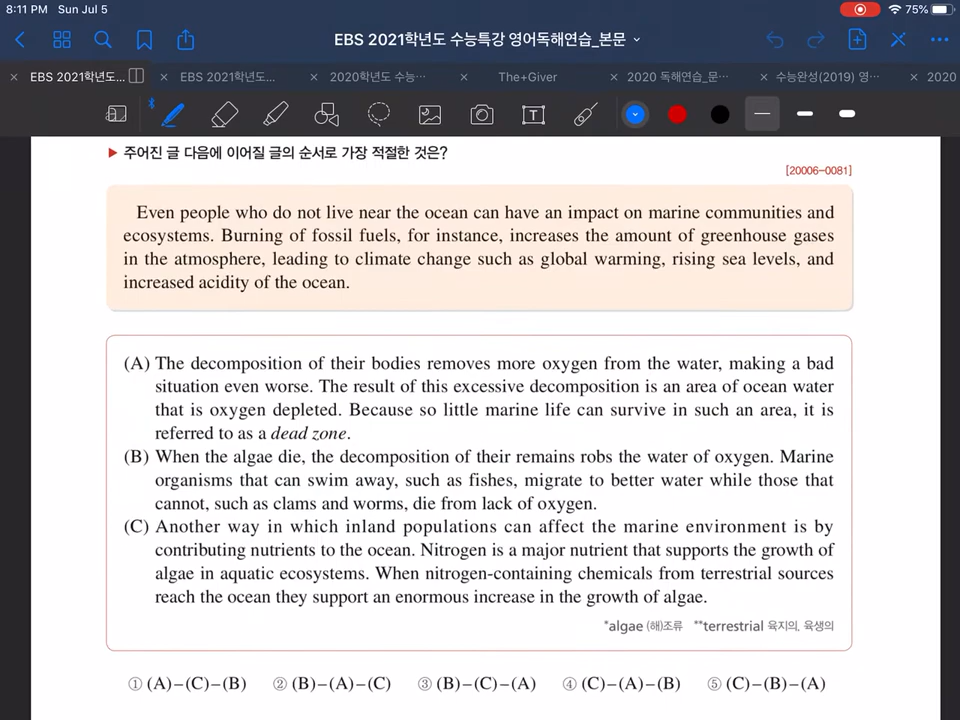 8:11 PM Sun Jul 5
75%
EBS 2021학년도 수능특강 영어독해연습_본문
EBS 2021학년도...
EBS 2021학년도...
2020학년도 수능...
The+Giver
2020 독해연습_문...
수능완성(2019) 영...
2020
▶ 주어진 글 다음에 이어질 글의 순서로 가장 적절한 것은?
[20006-0081]
Even people who do not live near the ocean can have an impact on marine communities and
ecosystems. Burning of fossil fuels, for instance, increases the amount of greenhouse gases
in the atmosphere, leading to climate change such as global warming, rising sea levels, and
increased acidity of the ocean.
(A) The decomposition of their bodies removes more oxygen from the water, making a bad
situation even worse. The result of this excessive decomposition is an area of ocean water
that is oxygen depleted. Because so little marine life can survive in such an area, it is
referred to as a dead zone.
(B) When the algae die, the decomposition of their remains robs the water of oxygen. Marine
organisms that can swim away, such as fishes, migrate to better water while those that
cannot, such as clams and worms, die from lack of oxygen.
(C) Another way in which inland populations can affect the marine environment is by
contributing nutrients to the ocean. Nitrogen is a major nutrient that supports the growth of
algae in aquatic ecosystems. When nitrogen-containing chemicals from terrestrial sources
reach the ocean they support an enormous increase in the growth of algae.
*algae (해)조류 **terrestrial 육지의, 육생의
① (A)–(C)–(B) ② (B)–(A)–(C) ③ (B)–(C)–(A) ④ (C)–(A)–(B) ⑤ (C)–(B)–(A)